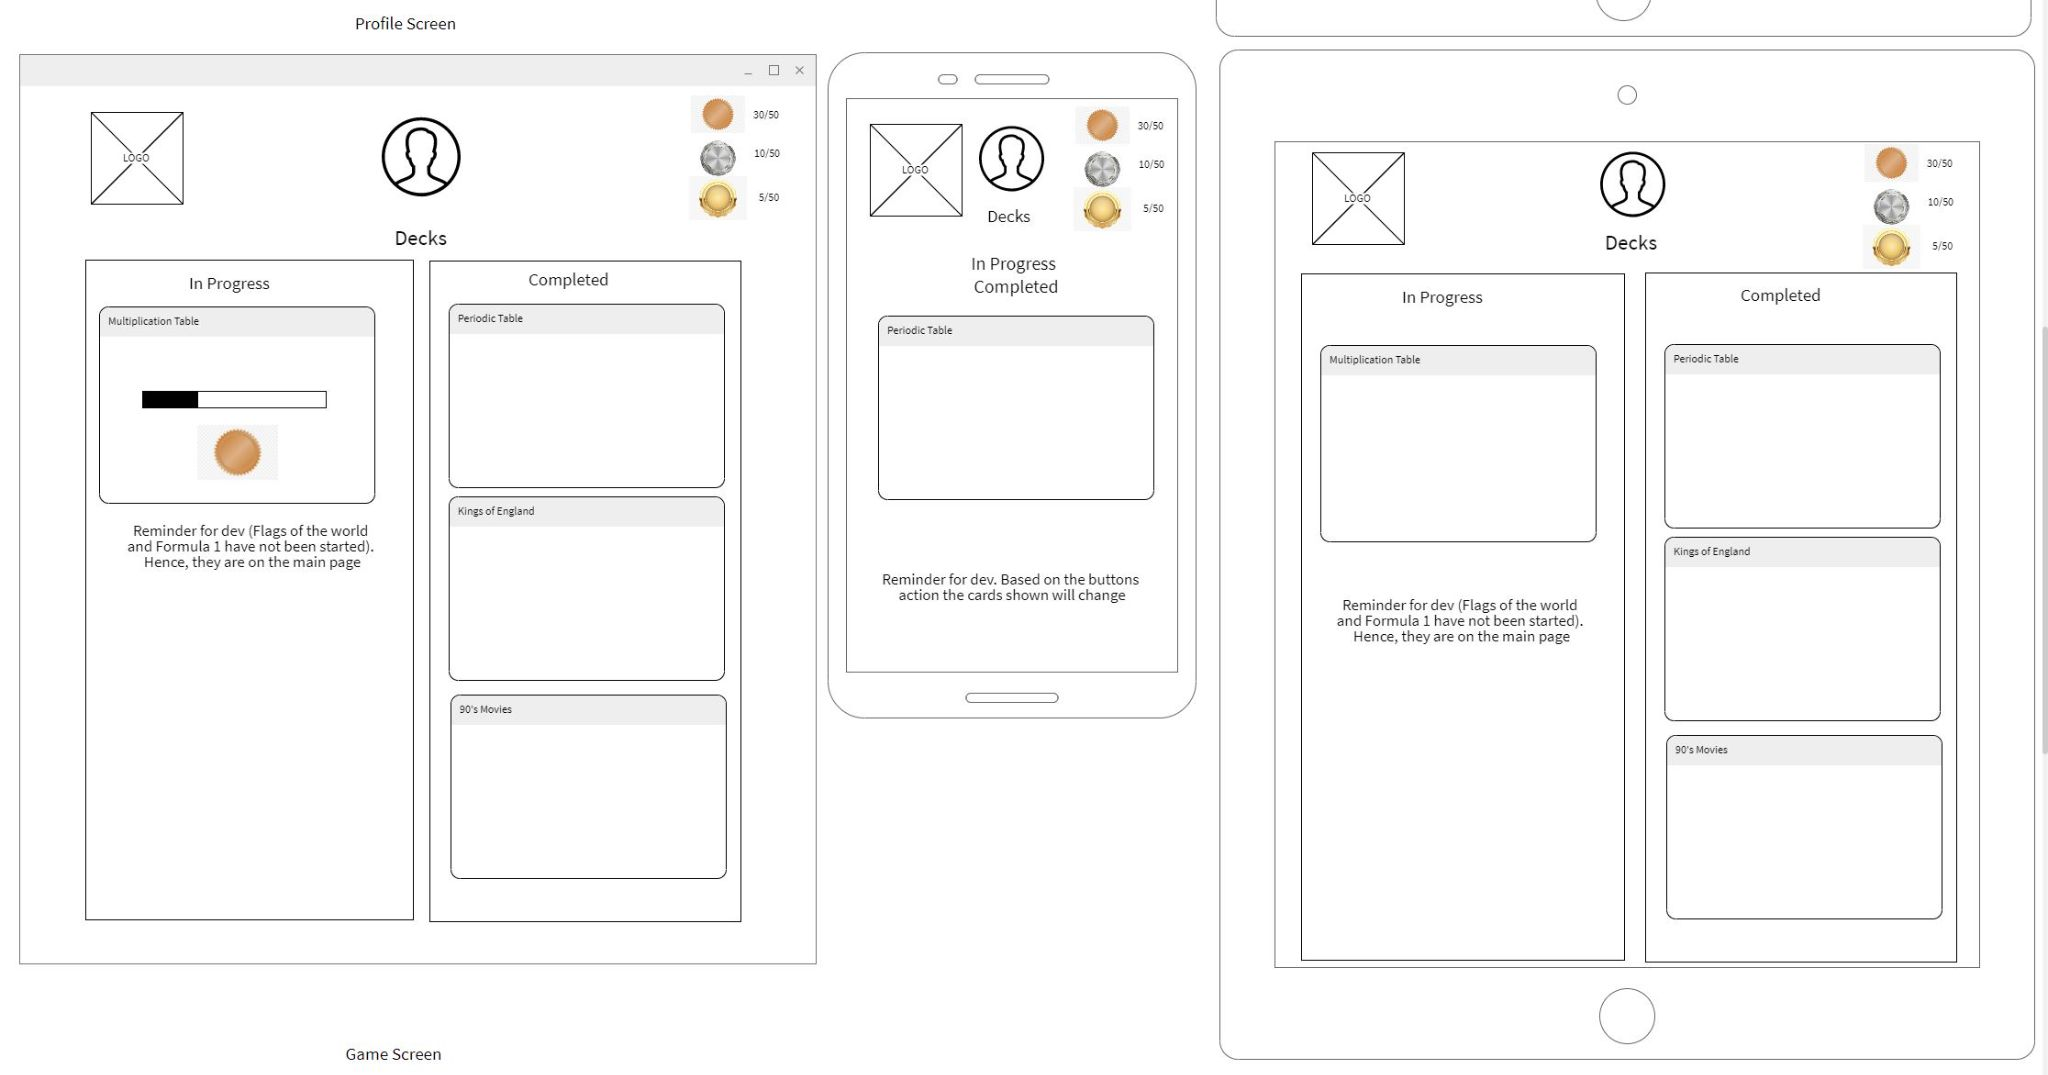 Profile Screen
LOGO
30/50
10/50
5/50
Decks
In Progress
Multiplication Table
Reminder for dev (Flags of the world
and Formula 1 have not been started).
Hence, they are on the main page
Completed
Periodic Table
Kings of England
90's Movies
LOGO
Decks
30/50
10/50
5/50
In Progress
Completed
Periodic Table
Reminder for dev. Based on the buttons
action the cards shown will change
LOGO
Decks
30/50
10/50
5/50
In Progress
Multiplication Table
Reminder for dev (Flags of the world
and Formula 1 have not been started).
Hence, they are on the main page
Completed
Periodic Table
Kings of England
90's Movies
Game Screen